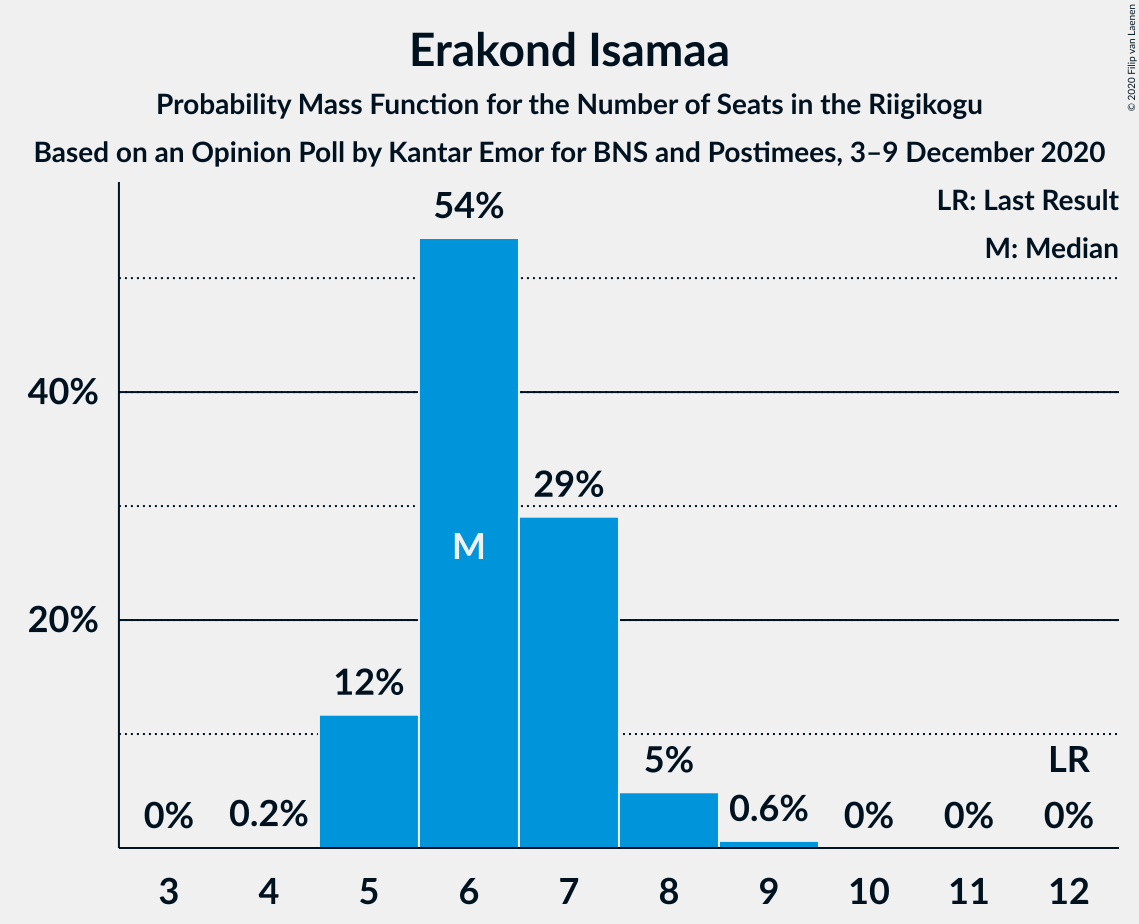 Erakond Isamaa
Probability Mass Function for the Number of Seats in the Riigikogu
Based on an Opinion Poll by Kantar Emor for BNS and Postimees, 3–9 December 2020
© 2020 Filip van Laenen
LR: Last Result
M: Median
54%
40%
29%
M
20%
12%
5%
LR
0%
0.2%
0.6%
0%
0%
0%
3
4
5
6
7
8
9
10
11
12